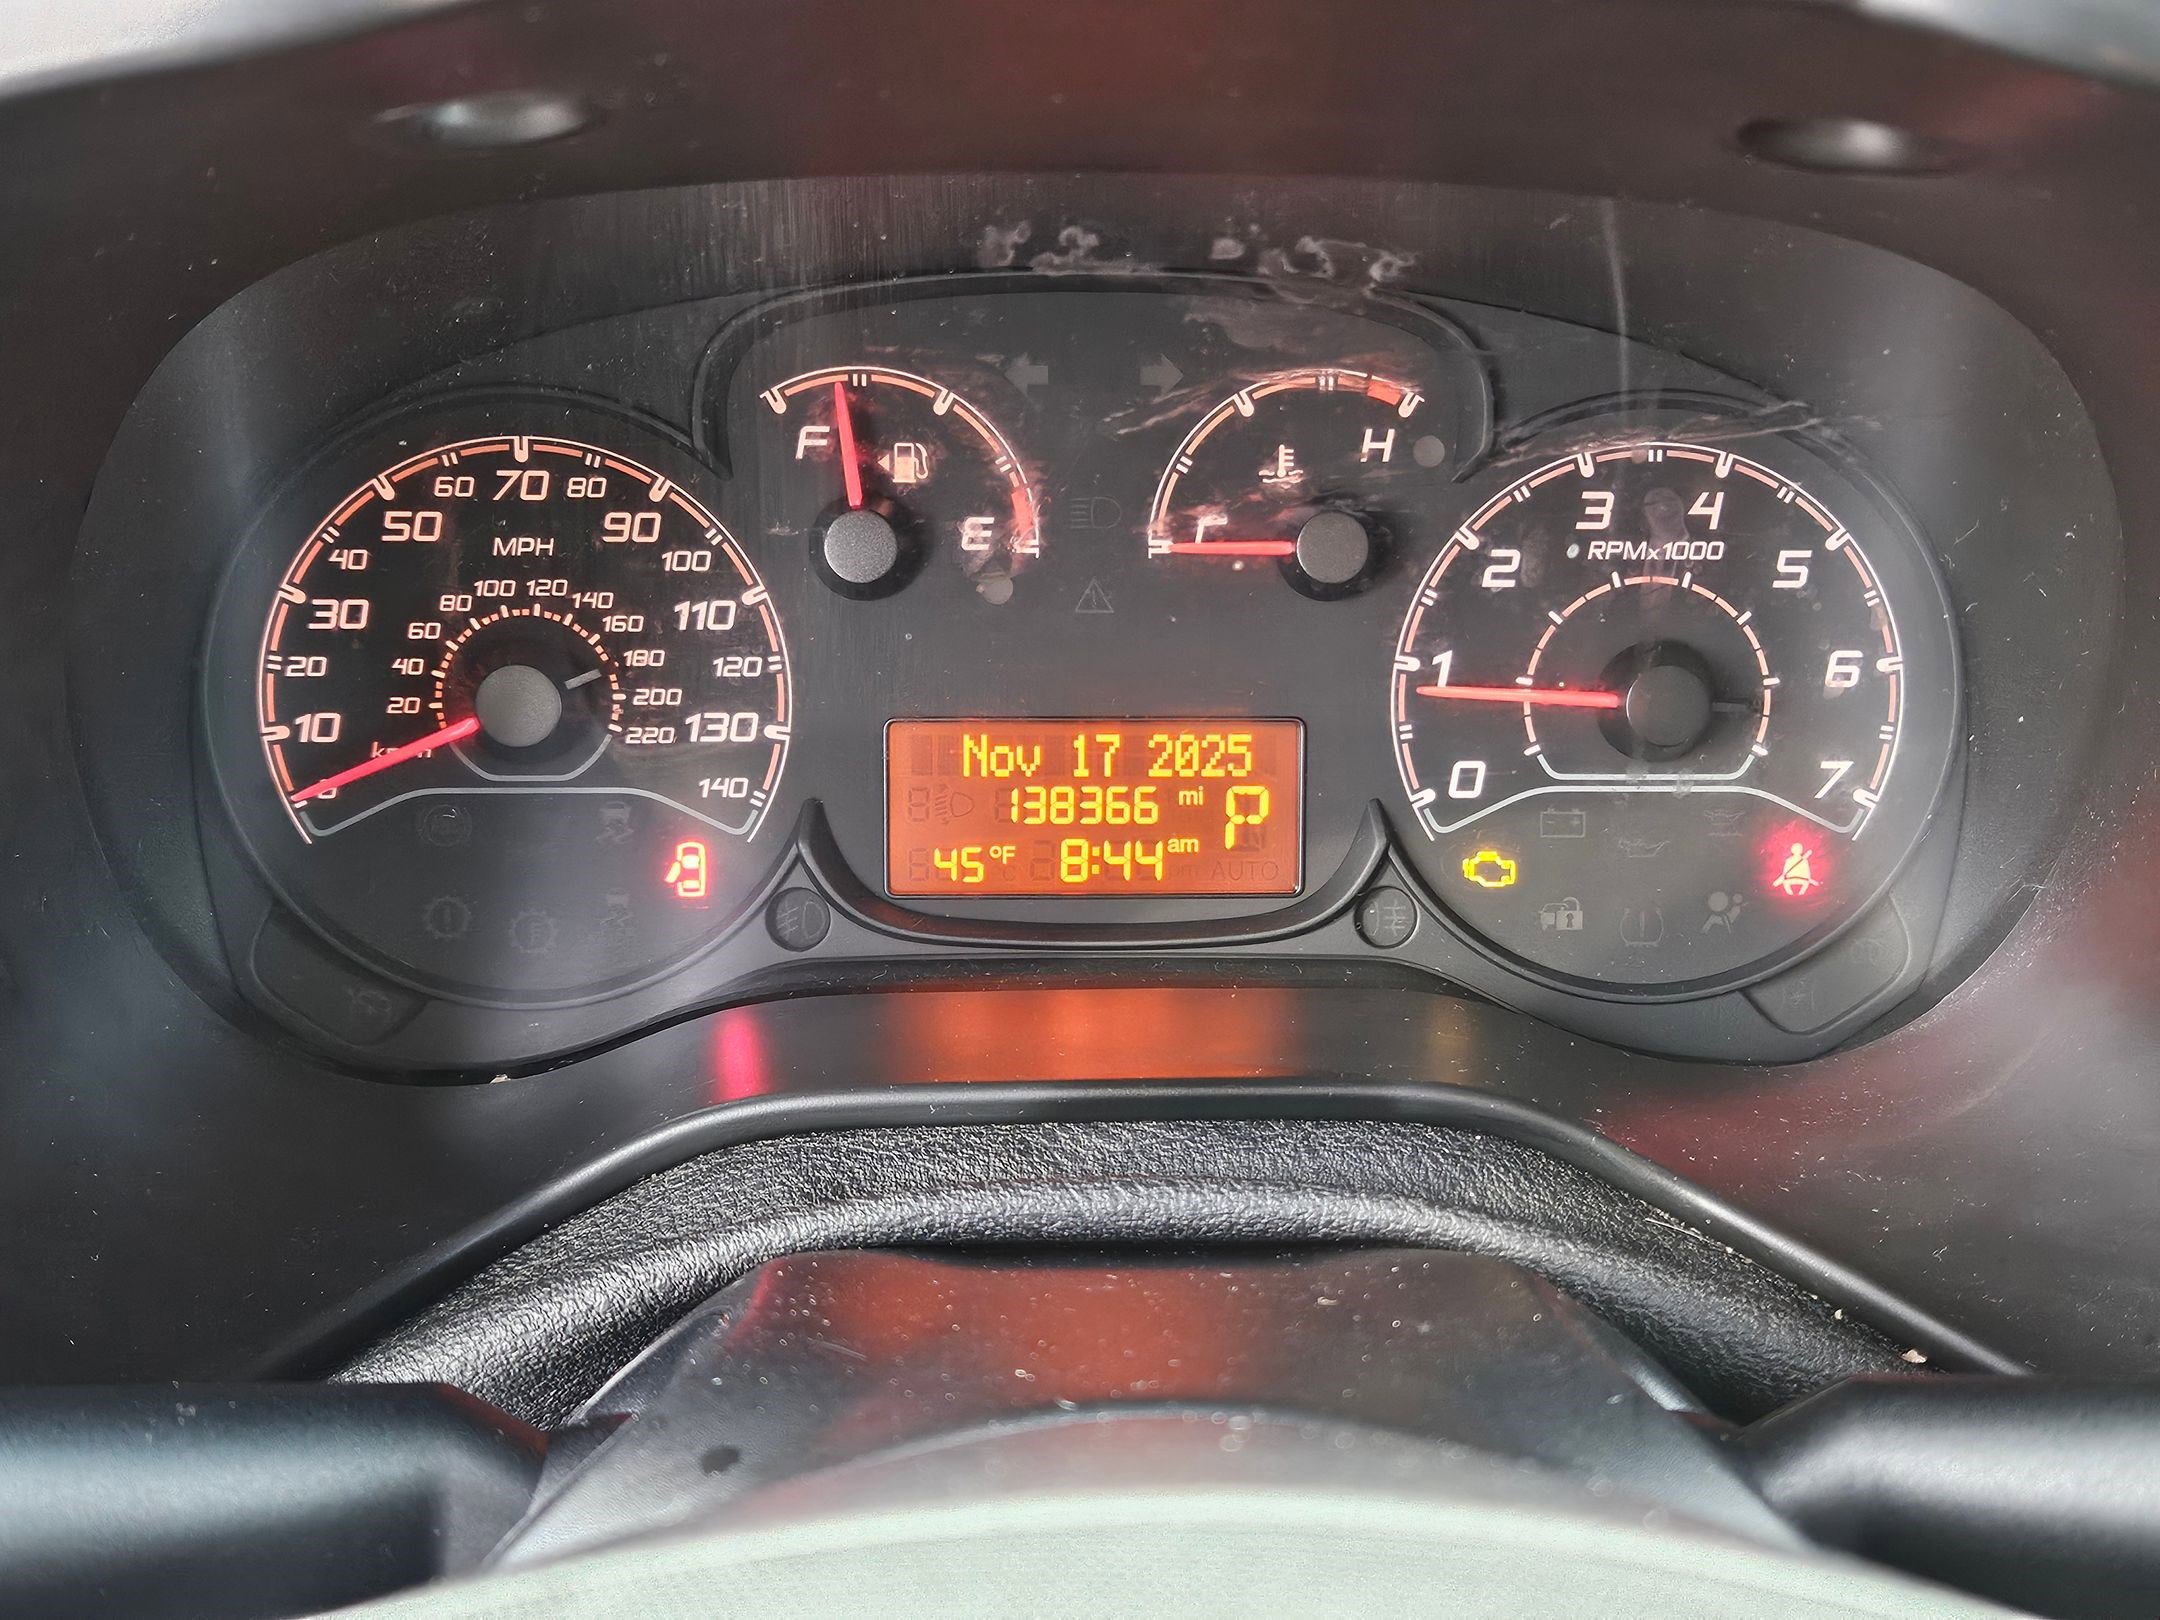 60 70 80
50 90
MPH
40 100
30 110
20 120
10 130
140
100 120
80 140
60 160
40 180
20 200
220
F
E
H
3 4
2 5
RPMx1000
1 6
0 7
Nov 17 2025
138366 mi P
45 °F 8:44 am
AUTO